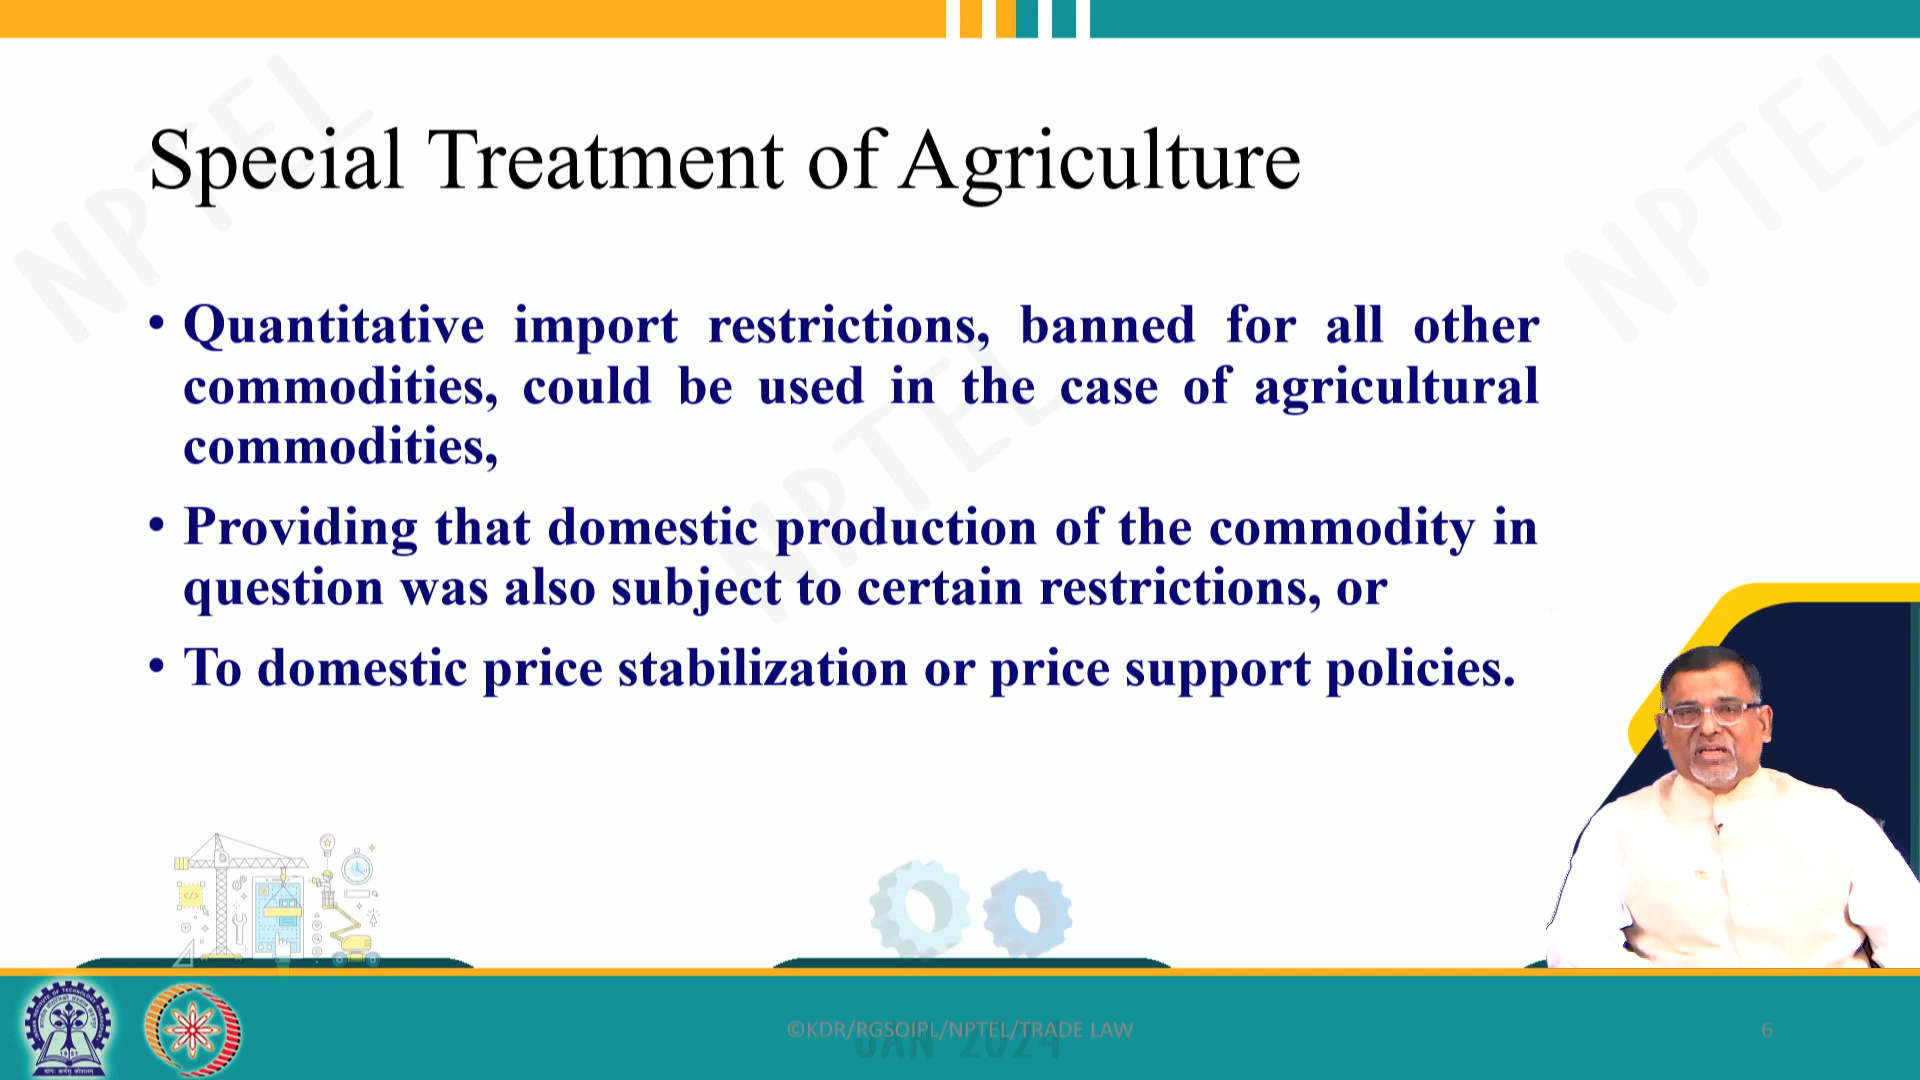 Special Treatment of Agriculture
• Quantitative import restrictions, banned for all other
commodities, could be used in the case of agricultural
commodities,
• Providing that domestic production of the commodity in
question was also subject to certain restrictions, or
• To domestic price stabilization or price support policies.
NPTEL
NPTEL
NPTEL
©KDR/RGSOIPL/NPTEL/TRADE LAW
JAN 2024
6